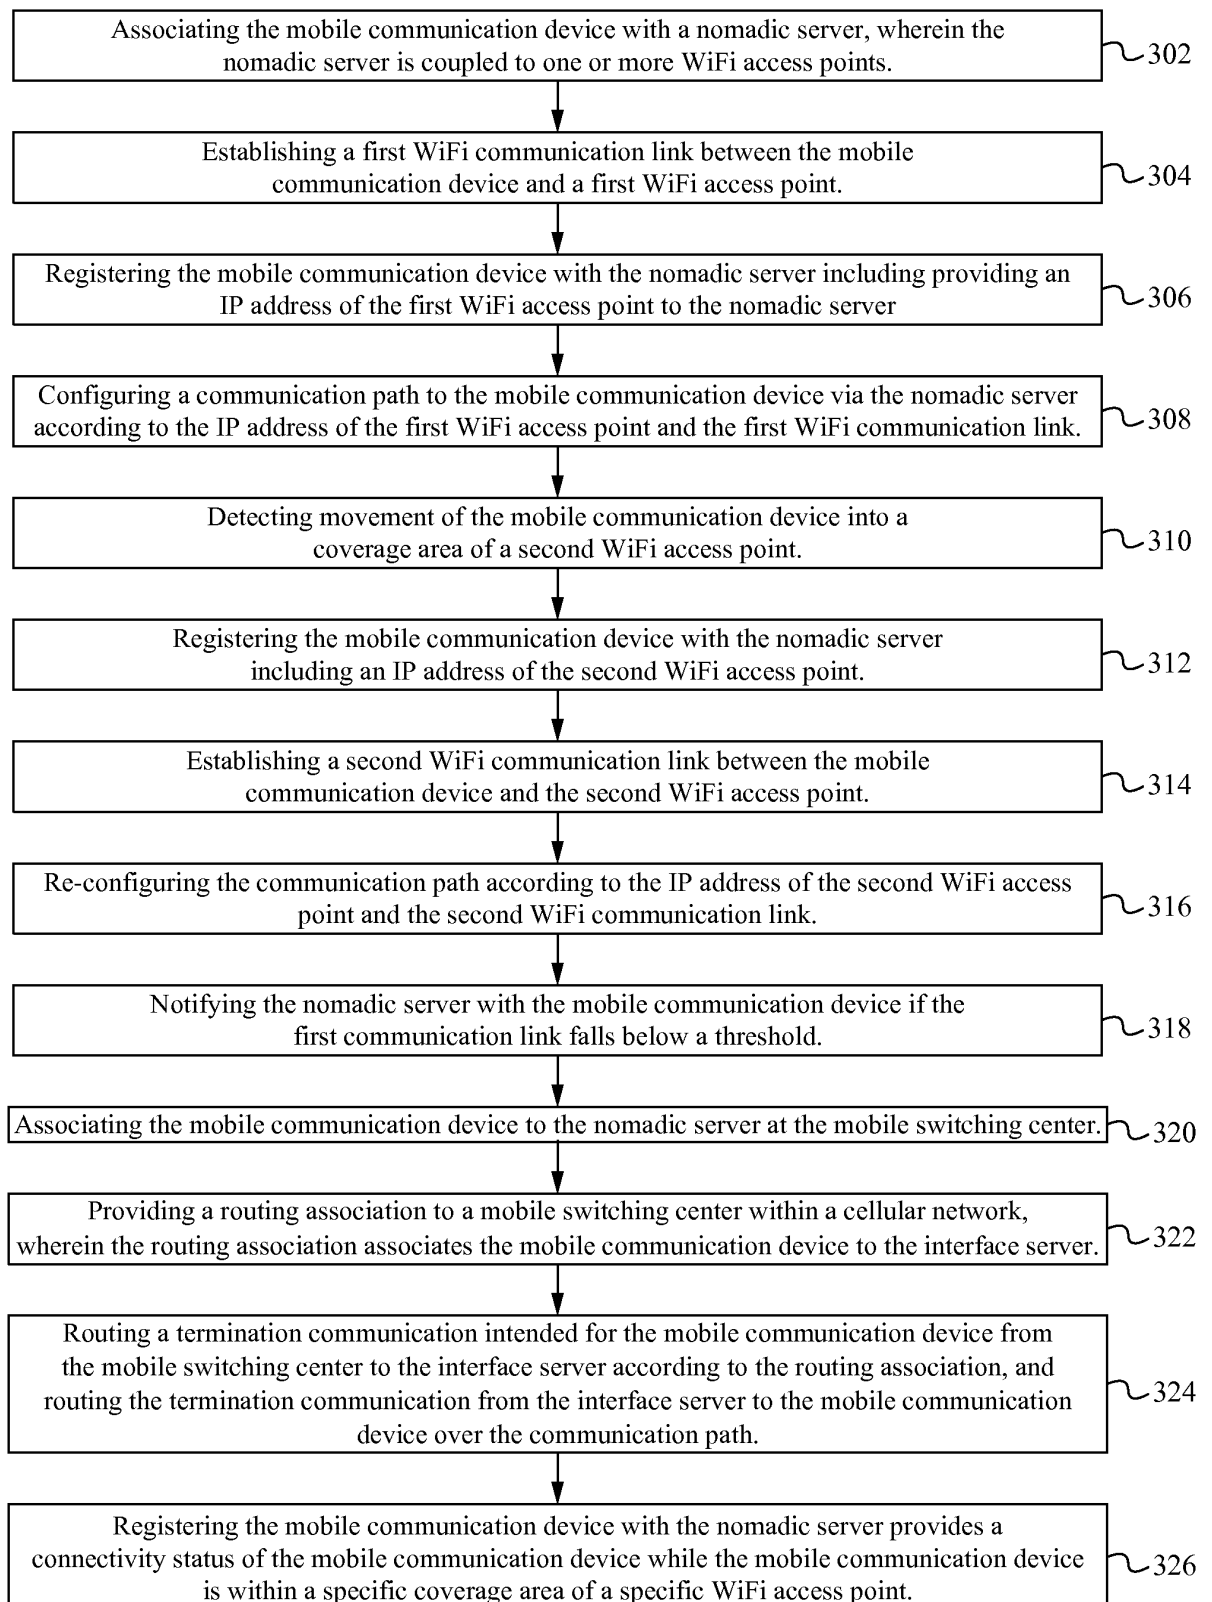 Associating the mobile communication device with a nomadic server, wherein the
nomadic server is coupled to one or more WiFi access points.
302
Establishing a first WiFi communication link between the mobile
communication device and a first WiFi access point.
304
Registering the mobile communication device with the nomadic server including providing an
IP address of the first WiFi access point to the nomadic server
306
Configuring a communication path to the mobile communication device via the nomadic server
according to the IP address of the first WiFi access point and the first WiFi communication link.
308
Detecting movement of the mobile communication device into a
coverage area of a second WiFi access point.
310
Registering the mobile communication device with the nomadic server
including an IP address of the second WiFi access point.
312
Establishing a second WiFi communication link between the mobile
communication device and the second WiFi access point.
314
Re-configuring the communication path according to the IP address of the second WiFi access
point and the second WiFi communication link.
316
Notifying the nomadic server with the mobile communication device if the
first communication link falls below a threshold.
318
Associating the mobile communication device to the nomadic server at the mobile switching center.
320
Providing a routing association to a mobile switching center within a cellular network,
wherein the routing association associates the mobile communication device to the interface server.
322
Routing a termination communication intended for the mobile communication device from
the mobile switching center to the interface server according to the routing association, and
routing the termination communication from the interface server to the mobile communication
device over the communication path.
324
Registering the mobile communication device with the nomadic server provides a
connectivity status of the mobile communication device while the mobile communication device
is within a specific coverage area of a specific WiFi access point.
326